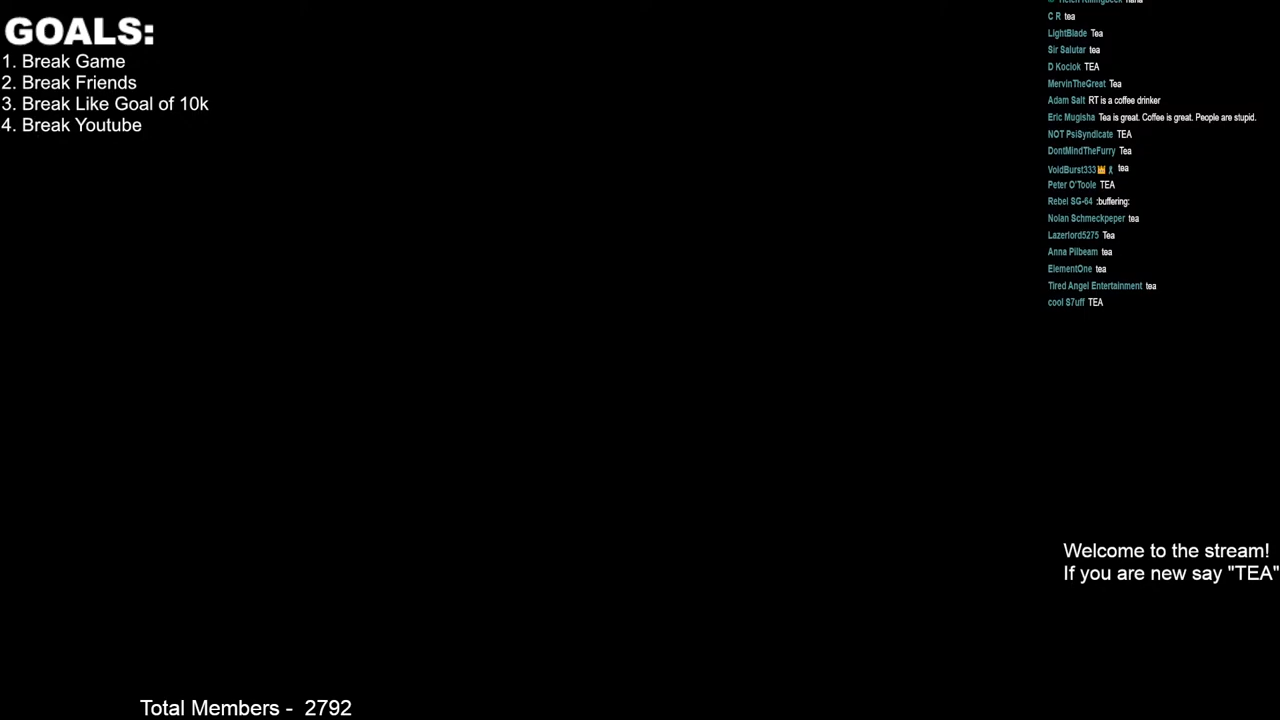 GOALS:
1. Break Game
2. Break Friends
3. Break Like Goal of 10k
4. Break Youtube
C R tea
LightBlade Tea
Sir Salutar tea
D Kociok TEA
MervinTheGreat Tea
Adam Salt RT is a coffee drinker
Eric Mugisha Tea is great. Coffee is great. People are stupid.
NOT PsiSyndicate TEA
DontMindTheFurry Tea
VoidBurst333 tea
Peter O'Toole TEA
Rebel SG-64 :buffering:
Nolan Schmeckpeper tea
Lazerlord5275 Tea
Anna Pilbeam tea
ElementOne tea
Tired Angel Entertainment tea
cool S7uff TEA
Welcome to the stream!
If you are new say "TEA"
Total Members - 2792